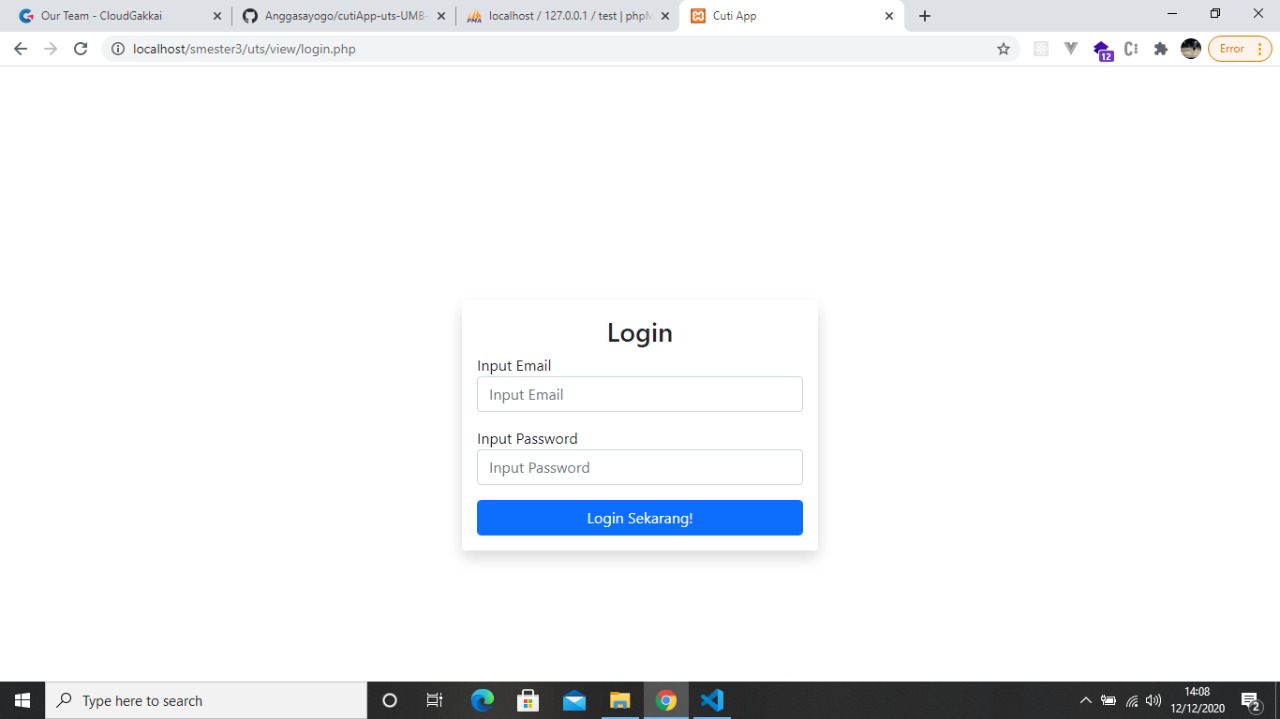 Our Team - CloudGakkai
Anggasayogo/cutiApp-uts-UMB-
localhost / 127.0.0.1 / test | phpM
Cuti App
localhost/smester3/uts/view/login.php
12
Error
Login
Input Email
Input Email
Input Password
Input Password
Login Sekarang!
Type here to search
14:08
12/12/2020
2